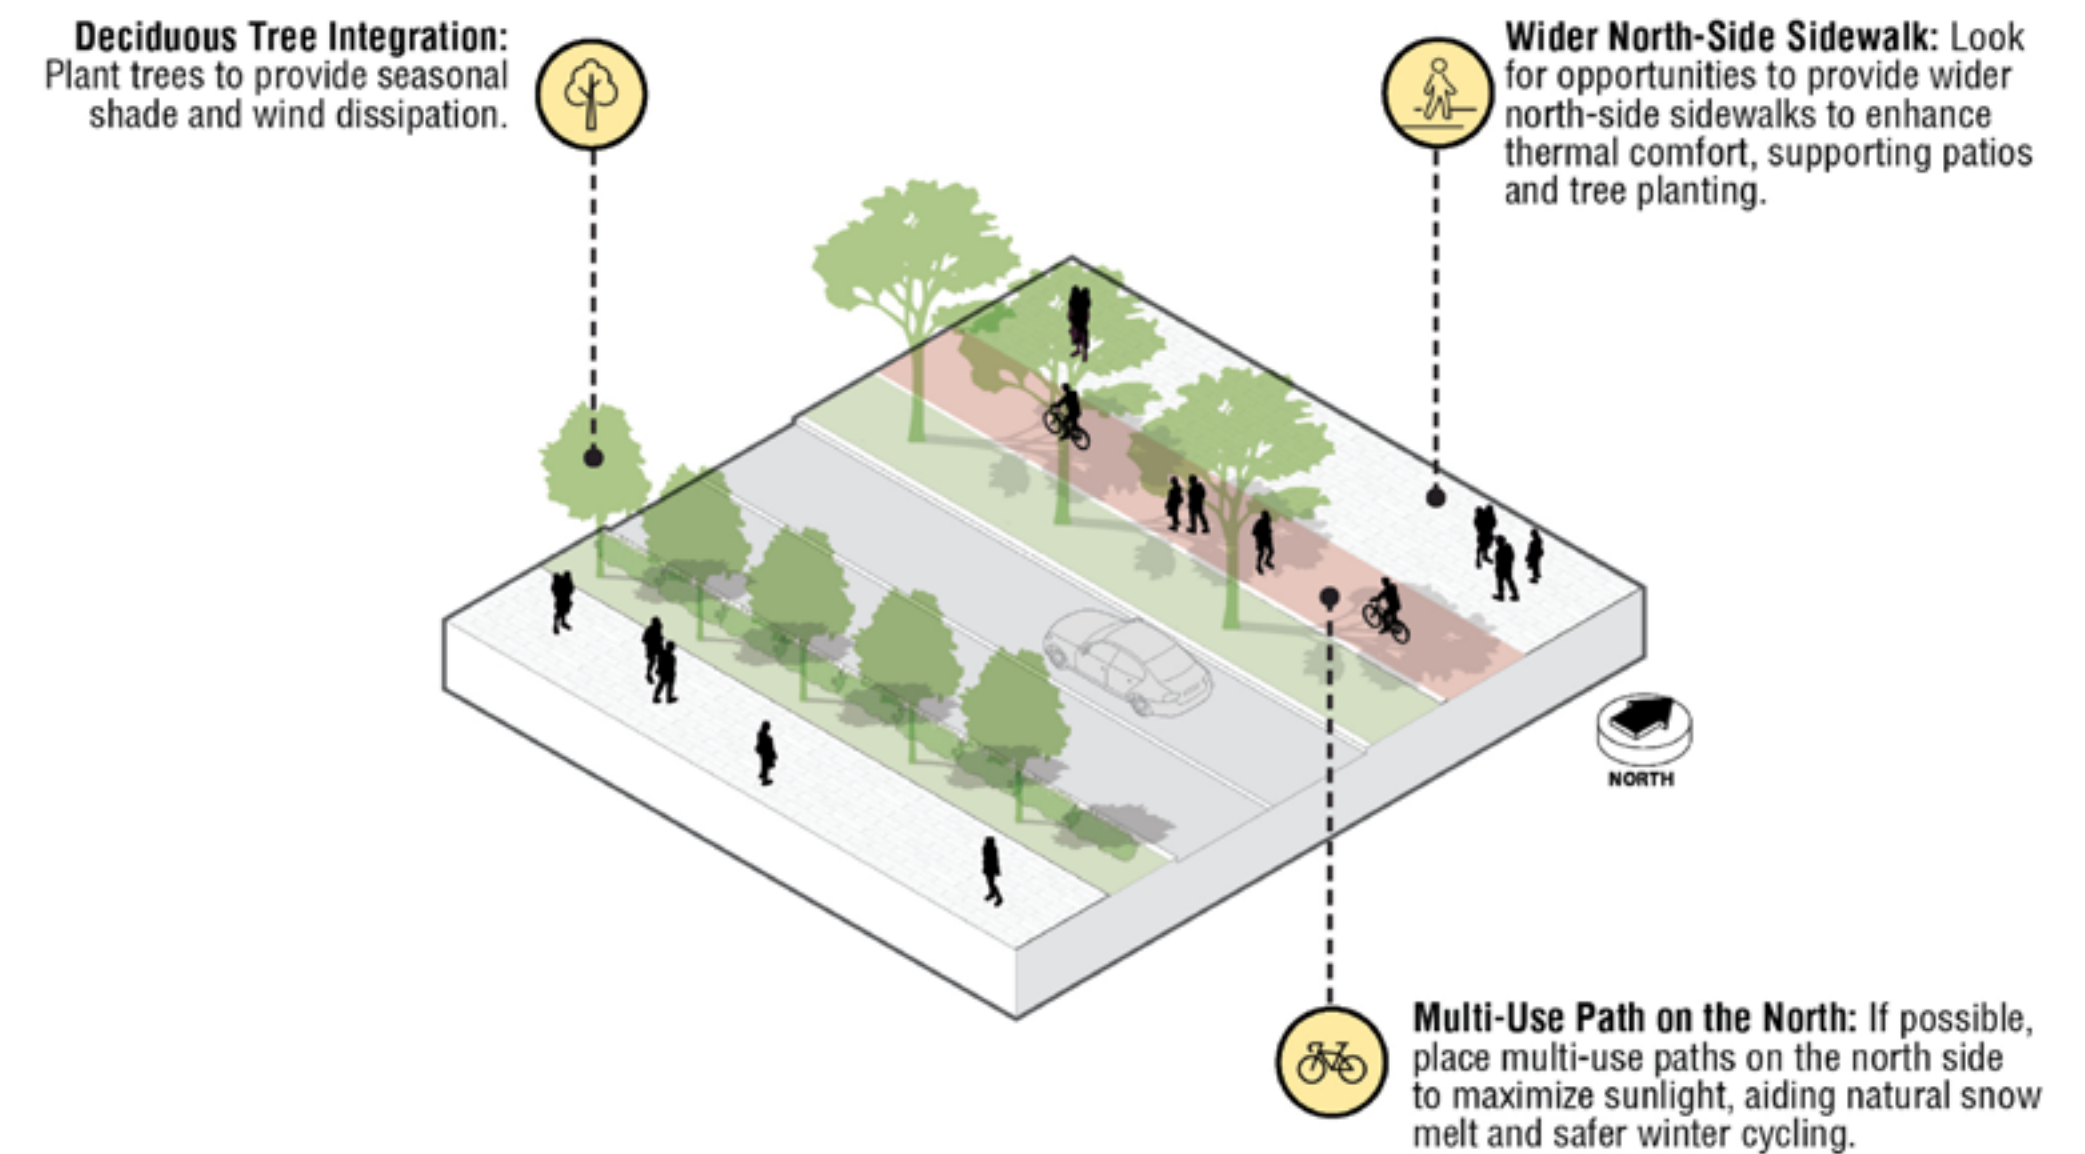 Deciduous Tree Integration:
Plant trees to provide seasonal
shade and wind dissipation.
Wider North-Side Sidewalk: Look
for opportunities to provide wider
north-side sidewalks to enhance
thermal comfort, supporting patios
and tree planting.
NORTH
Multi-Use Path on the North: If possible,
place multi-use paths on the north side
to maximize sunlight, aiding natural snow
melt and safer winter cycling.